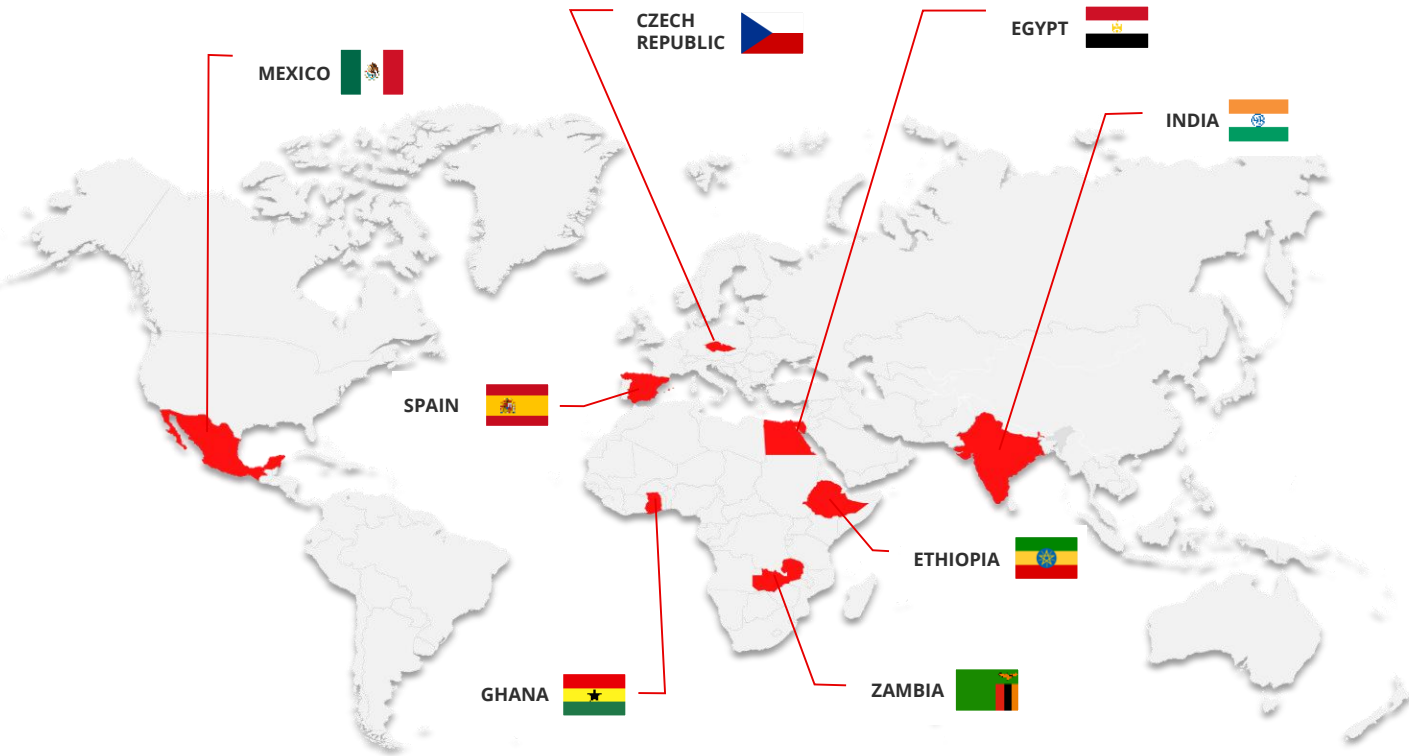 CZECH
REPUBLIC
EGYPT
MEXICO
INDIA
SPAIN
ETHIOPIA
GHANA
ZAMBIA